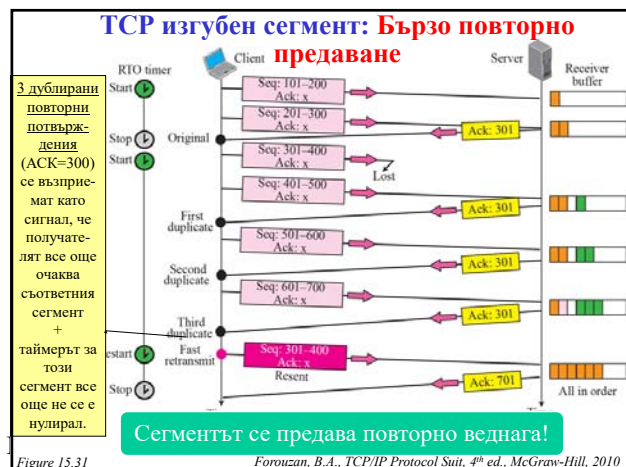 TCP изгубен сегмент: Бързо повторно
предаване
3 дублирани
повторни
потвърж-
дения
(ACK=300)
се възприе-
мат като
сигнал, че
получате-
лят все още
очаква
съответния
сегмент
+
таймерът за
този
сегмент все
още не се е
нулирал.
RTO timer
Client
Server
Receiver
buffer
Start
Seq: 101–200
Ack: x
Seq: 201–300
Ack: x
Stop
Original
Ack: 301
Start
Seq: 301–400
Ack: x
Lost
Seq: 401–500
Ack: x
First
duplicate
Ack: 301
Seq: 501–600
Ack: x
Second
duplicate
Ack: 301
Seq: 601–700
Ack: x
Third
duplicate
Ack: 301
estart
Fast
retransmit
Seq: 301–400
Ack: x
Resent
Stop
Ack: 701
All in order
Сегментът се предава повторно веднага!
Figure 15.31
Forouzan, B.A., TCP/IP Protocol Suit, 4th ed., McGraw-Hill, 2010